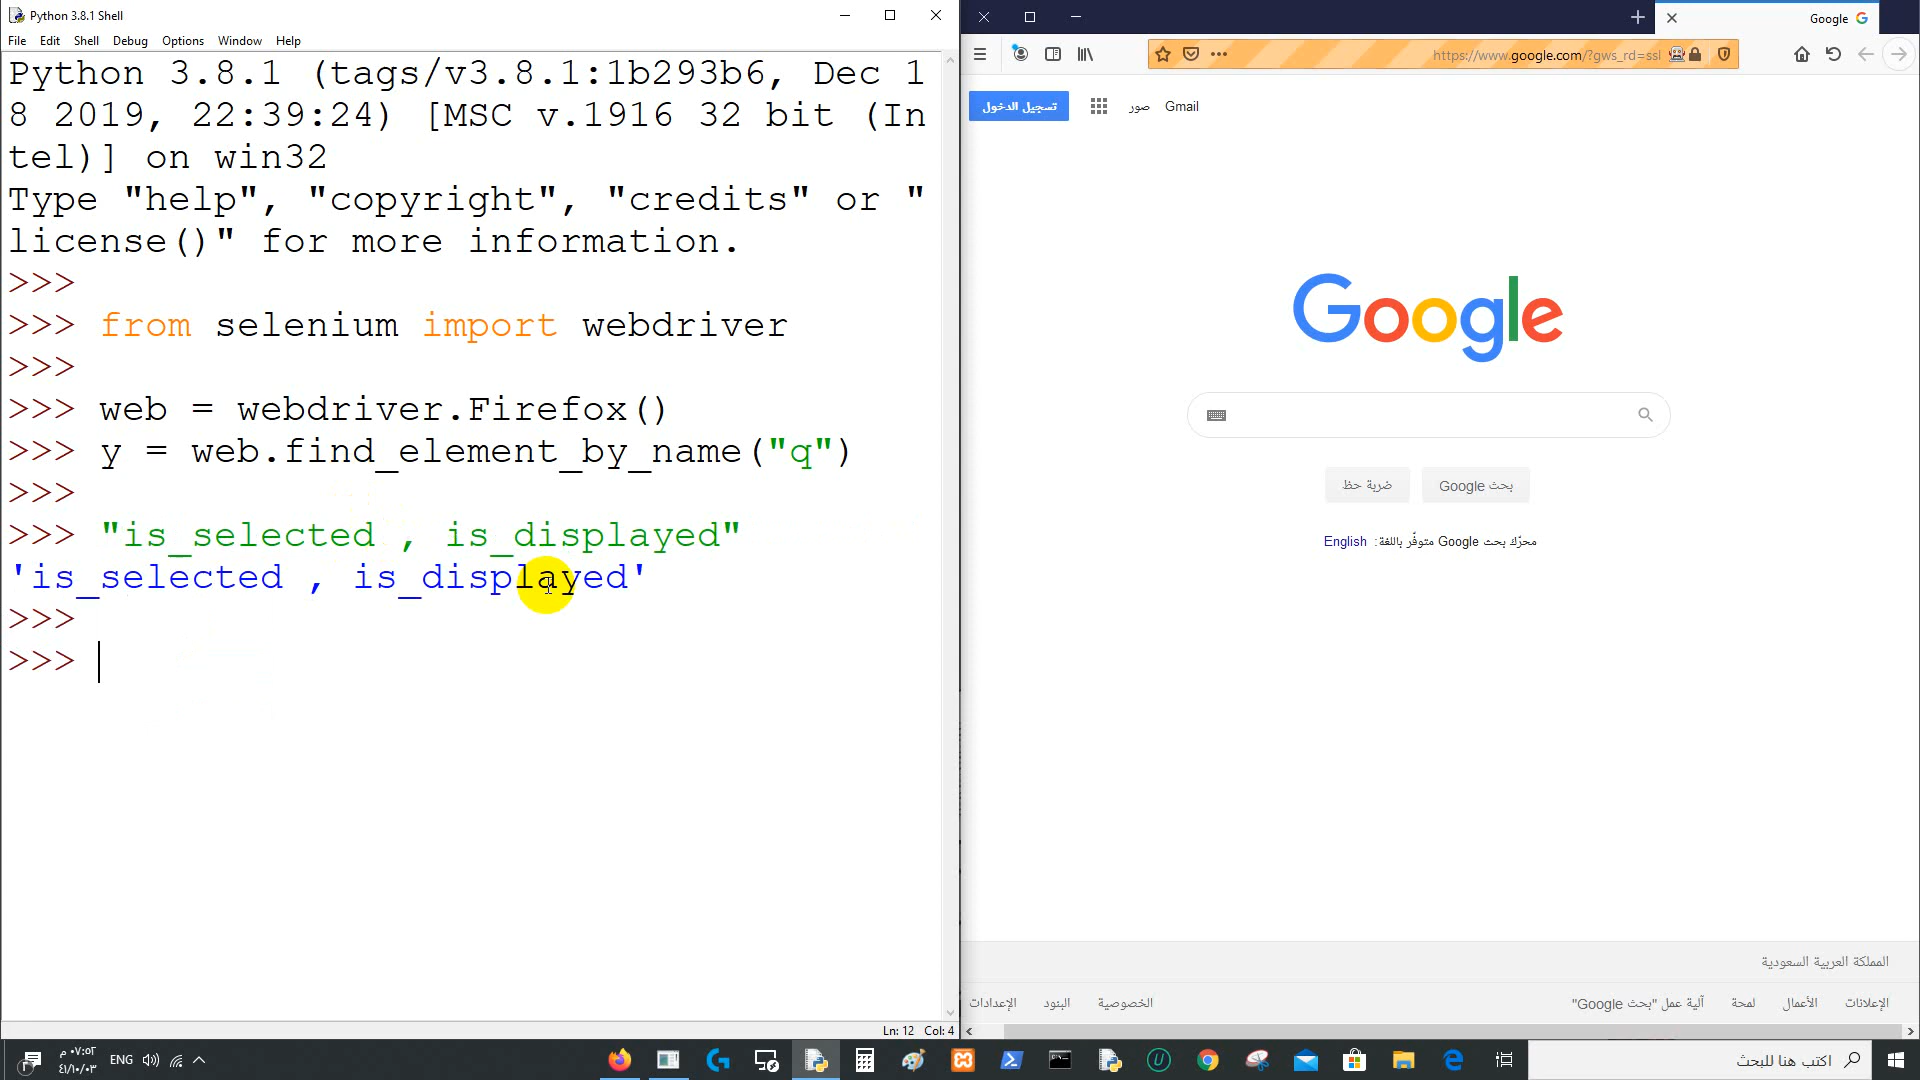 Python 3.8.1 Shell
File Edit Shell Debug Options Window Help
Python 3.8.1 (tags/v3.8.1:1b293b6, Dec 1
8 2019, 22:39:24) [MSC v.1916 32 bit (In
tel)] on win32
Type "help", "copyright", "credits" or "
license()" for more information.
>>>
>>> from selenium import webdriver
>>>
>>> web = webdriver.Firefox()
>>> y = web.find_element_by_name("q")
>>>
>>> "is_selected , is_displayed"
'is_selected , is_displayed'
>>>
>>>
Ln: 12 Col: 4
Google
https://www.google.com/?gws_rd=ssl
تسجيل الدخول
صور
Gmail
Google
بحث Google
ضربة حظ
محرّك بحث Google متوفّر باللغة: English
المملكة العربية السعودية
الإعلانات
الأعمال
لمحة
آلية عمل "بحث Google"
الخصوصية
البنود
الإعدادات
اكتب هنا للبحث
ENG
٠٧:٥٢ م
٤١/١٠/٠٣